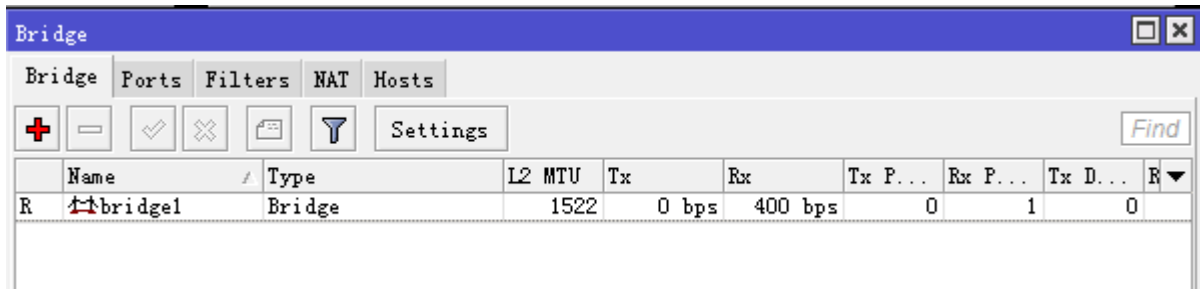 Bridge
Bridge Ports Filters NAT Hosts
Settings Find
Name Type L2 MTU Tx Rx Tx P... Rx P... Tx D... R
R bridge1 Bridge 1522 0 bps 400 bps 0 1 0